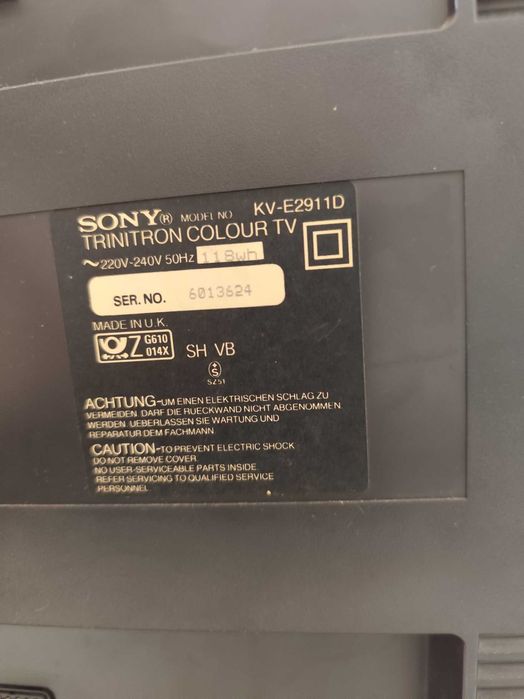 SONY(R) MODEL NO KV-E2911D
TRINITRON COLOUR TV
~220V-240V 50Hz 118wh
SER. NO. 6013624
MADE IN U.K.
Z G610
014X
SH VB
S
SZ51
ACHTUNG-UM EINEN ELEKTRISCHEN SCHLAG ZU
VERMEIDEN DARF DIE RUECKWAND NICHT ABGENOMMEN
WERDEN UEBERLASSEN SIE WARTUNG UND
REPARATUR DEM FACHMANN
CAUTION-TO PREVENT ELECTRIC SHOCK
DO NOT REMOVE COVER
NO USER-SERVICEABLE PARTS INSIDE
REFER SERVICING TO QUALIFIED SERVICE
PERSONNEL